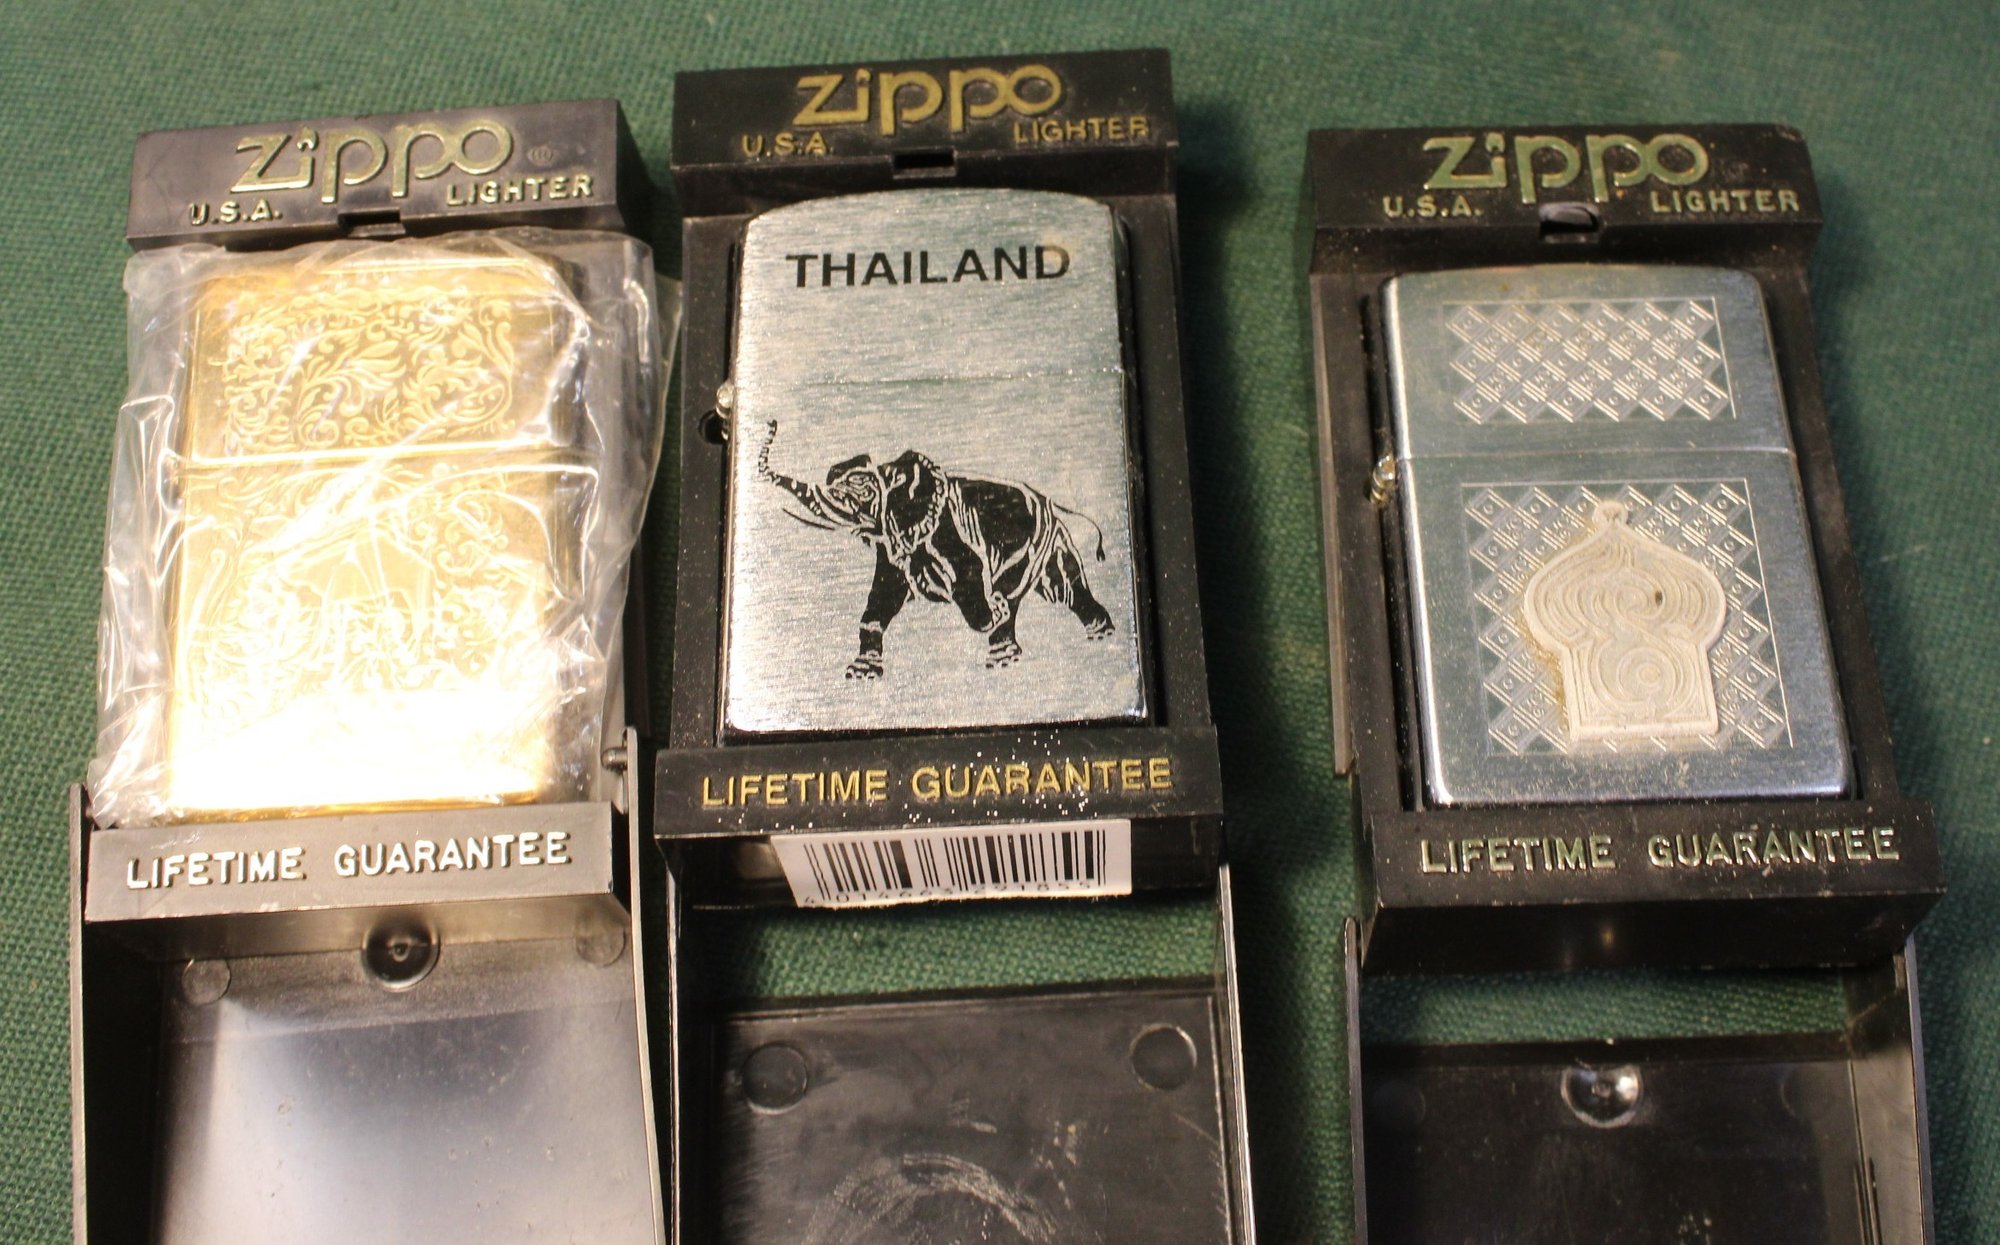 zippo ®
U.S.A. LIGHTER
LIFETIME GUARANTEE
zippo
U.S.A. LIGHTER
THAILAND
LIFETIME GUARANTEE
zippo
U.S.A. LIGHTER
LIFETIME GUARANTEE